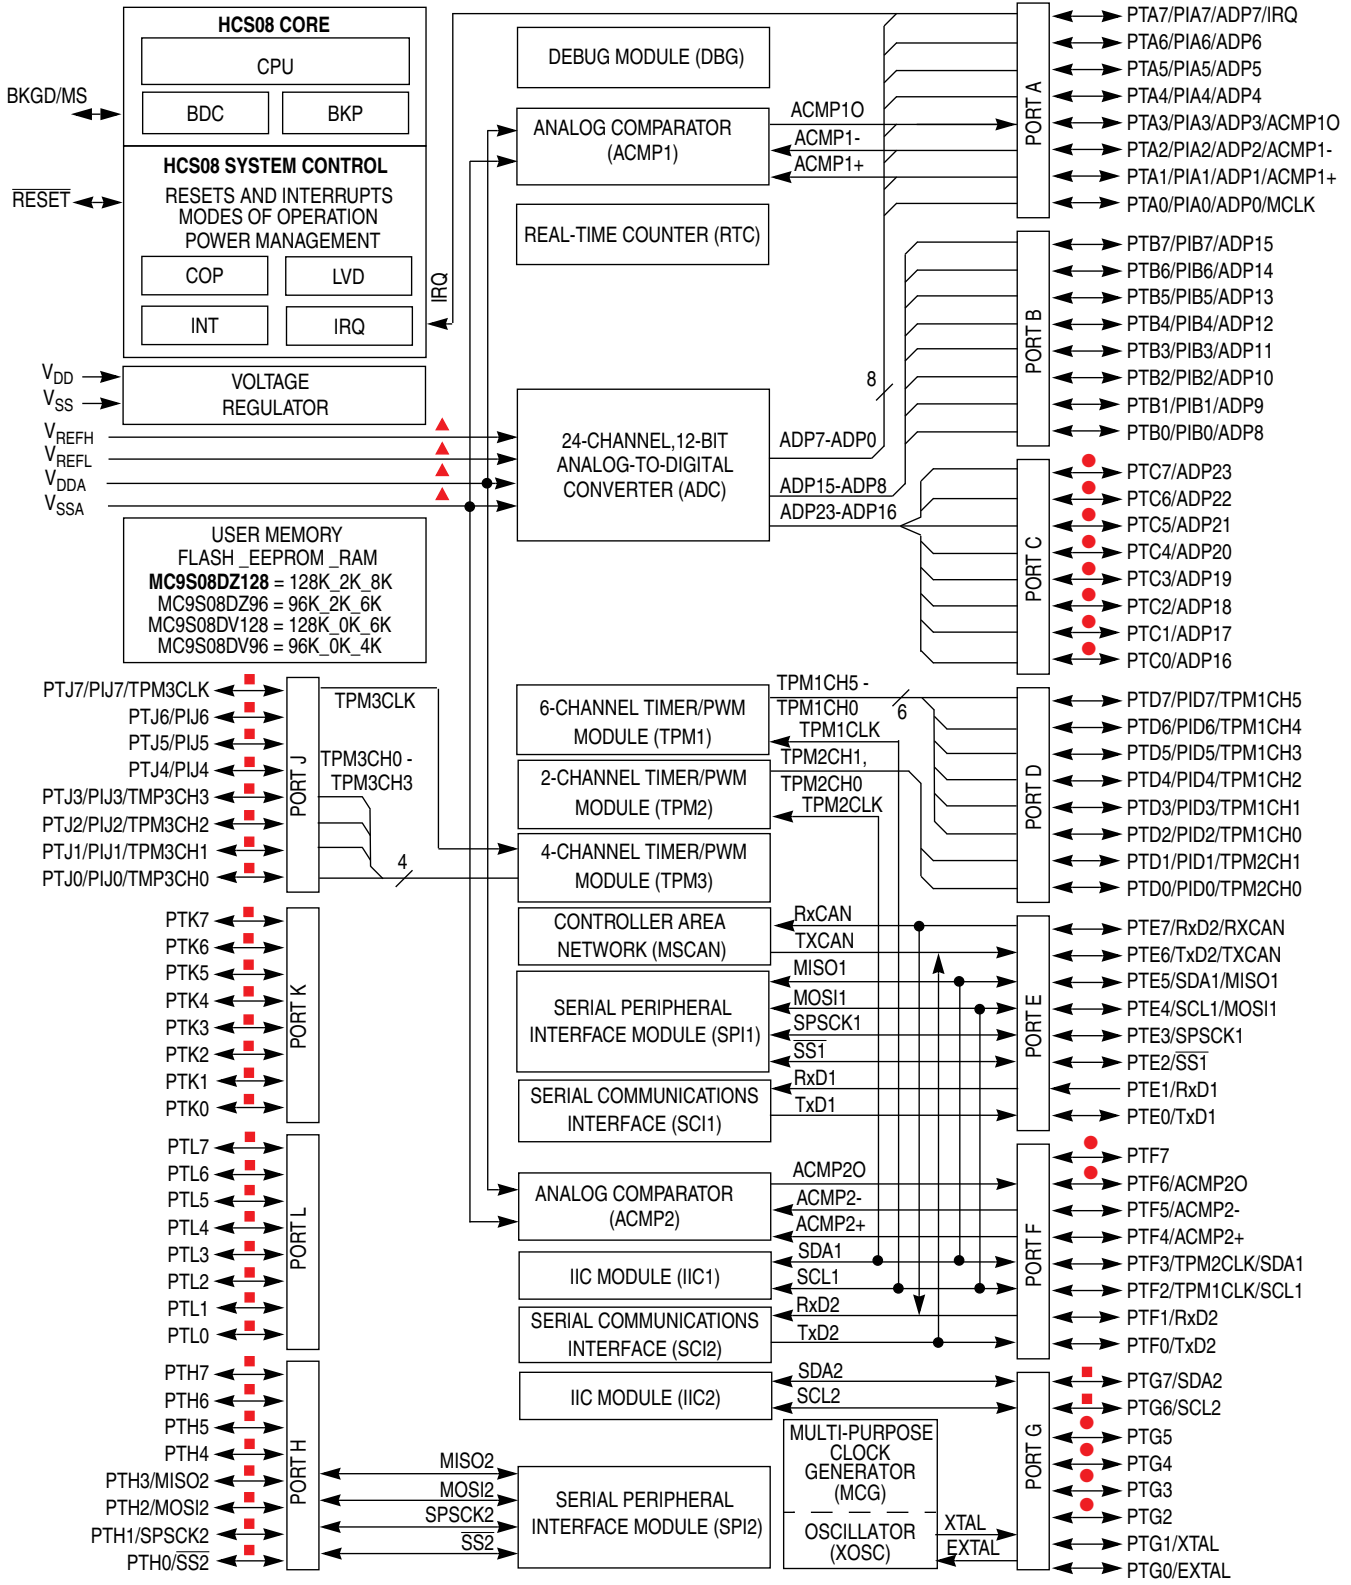 HCS08 CORE
CPU
BDC
BKP
BKGD/MS
HCS08 SYSTEM CONTROL
RESETS AND INTERRUPTS
MODES OF OPERATION
POWER MANAGEMENT
COP
LVD
INT
IRQ
RESET
IRQ
VOLTAGE
REGULATOR
VDD
VSS
VREFH
VREFL
VDDA
VSSA
USER MEMORY
FLASH _EEPROM _RAM
MC9S08DZ128 = 128K_2K_8K
MC9S08DZ96 = 96K_2K_6K
MC9S08DV128 = 128K_0K_6K
MC9S08DV96 = 96K_0K_4K
PTJ7/PIJ7/TPM3CLK
PTJ6/PIJ6
PTJ5/PIJ5
PTJ4/PIJ4
PTJ3/PIJ3/TMP3CH3
PTJ2/PIJ2/TPM3CH2
PTJ1/PIJ1/TPM3CH1
PTJ0/PIJ0/TMP3CH0
PORT J
TPM3CLK
TPM3CH0 -
TPM3CH3
4
PTK7
PTK6
PTK5
PTK4
PTK3
PTK2
PTK1
PTK0
PORT K
PTL7
PTL6
PTL5
PTL4
PTL3
PTL2
PTL1
PTL0
PORT L
PTH7
PTH6
PTH5
PTH4
PTH3/MISO2
PTH2/MOSI2
PTH1/SPSCK2
PTH0/SS2
PORT H
MISO2
MOSI2
SPSCK2
SS2
DEBUG MODULE (DBG)
ANALOG COMPARATOR
(ACMP1)
ACMP1O
ACMP1-
ACMP1+
REAL-TIME COUNTER (RTC)
24-CHANNEL,12-BIT
ANALOG-TO-DIGITAL
CONVERTER (ADC)
8
ADP7-ADP0
ADP15-ADP8
ADP23-ADP16
6-CHANNEL TIMER/PWM
MODULE (TPM1)
TPM1CH5 -
TPM1CH0
6
TPM1CLK
2-CHANNEL TIMER/PWM
MODULE (TPM2)
TPM2CH1,
TPM2CH0
TPM2CLK
4-CHANNEL TIMER/PWM
MODULE (TPM3)
CONTROLLER AREA
NETWORK (MSCAN)
RxCAN
TXCAN
SERIAL PERIPHERAL
INTERFACE MODULE (SPI1)
MISO1
MOSI1
SPSCK1
SS1
SERIAL COMMUNICATIONS
INTERFACE (SCI1)
RxD1
TxD1
ANALOG COMPARATOR
(ACMP2)
ACMP2O
ACMP2-
ACMP2+
IIC MODULE (IIC1)
SDA1
SCL1
SERIAL COMMUNICATIONS
INTERFACE (SCI2)
RxD2
TxD2
IIC MODULE (IIC2)
SDA2
SCL2
MULTI-PURPOSE
CLOCK
GENERATOR
(MCG)
OSCILLATOR
(XOSC)
XTAL
EXTAL
SERIAL PERIPHERAL
INTERFACE MODULE (SPI2)
PORT A
PTA7/PIA7/ADP7/IRQ
PTA6/PIA6/ADP6
PTA5/PIA5/ADP5
PTA4/PIA4/ADP4
PTA3/PIA3/ADP3/ACMP1O
PTA2/PIA2/ADP2/ACMP1-
PTA1/PIA1/ADP1/ACMP1+
PTA0/PIA0/ADP0/MCLK
PORT B
PTB7/PIB7/ADP15
PTB6/PIB6/ADP14
PTB5/PIB5/ADP13
PTB4/PIB4/ADP12
PTB3/PIB3/ADP11
PTB2/PIB2/ADP10
PTB1/PIB1/ADP9
PTB0/PIB0/ADP8
PORT C
PTC7/ADP23
PTC6/ADP22
PTC5/ADP21
PTC4/ADP20
PTC3/ADP19
PTC2/ADP18
PTC1/ADP17
PTC0/ADP16
PORT D
PTD7/PID7/TPM1CH5
PTD6/PID6/TPM1CH4
PTD5/PID5/TPM1CH3
PTD4/PID4/TPM1CH2
PTD3/PID3/TPM1CH1
PTD2/PID2/TPM1CH0
PTD1/PID1/TPM2CH1
PTD0/PID0/TPM2CH0
PORT E
PTE7/RxD2/RXCAN
PTE6/TxD2/TXCAN
PTE5/SDA1/MISO1
PTE4/SCL1/MOSI1
PTE3/SPSCK1
PTE2/SS1
PTE1/RxD1
PTE0/TxD1
PORT F
PTF7
PTF6/ACMP2O
PTF5/ACMP2-
PTF4/ACMP2+
PTF3/TPM2CLK/SDA1
PTF2/TPM1CLK/SCL1
PTF1/RxD2
PTF0/TxD2
PORT G
PTG7/SDA2
PTG6/SCL2
PTG5
PTG4
PTG3
PTG2
PTG1/XTAL
PTG0/EXTAL